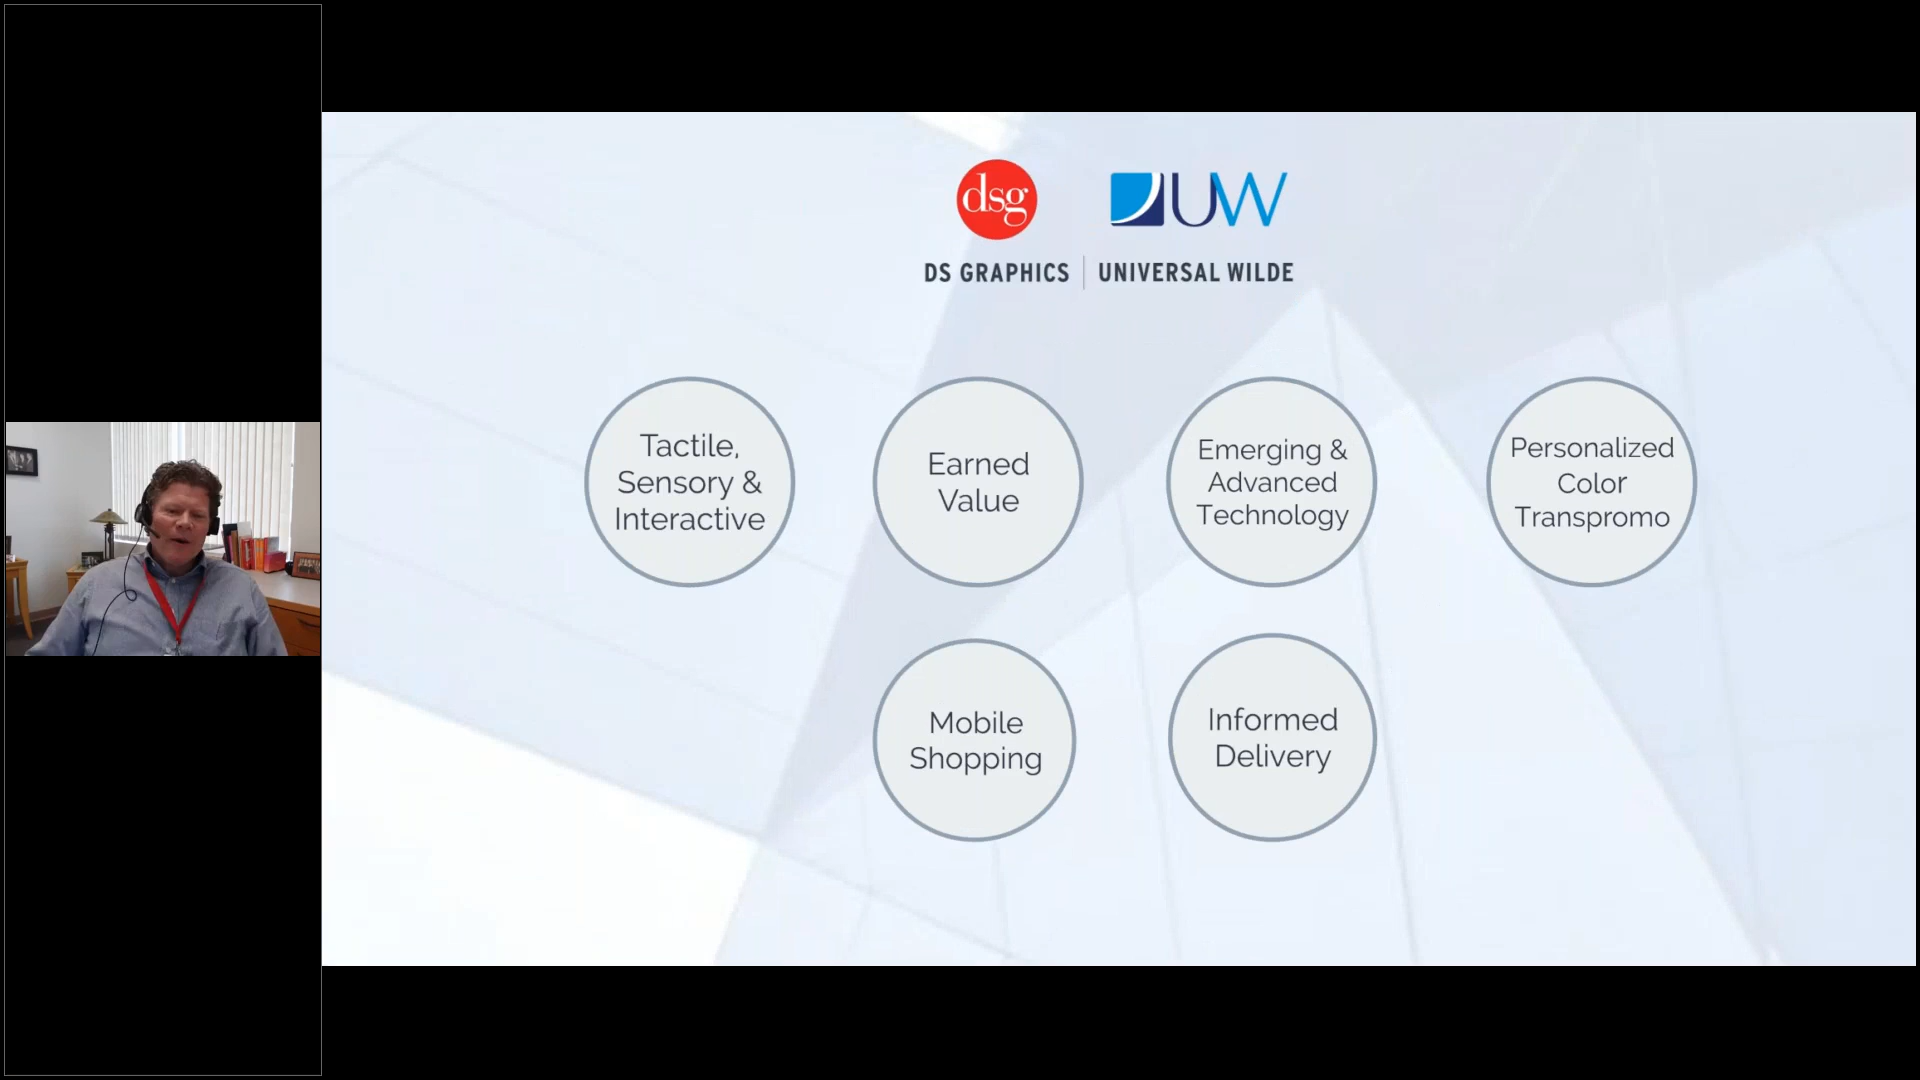 dsg
UW
DS GRAPHICS
UNIVERSAL WILDE
Tactile,
Sensory &
Interactive
Earned
Value
Emerging &
Advanced
Technology
Personalized
Color
Transpromo
Mobile
Shopping
Informed
Delivery